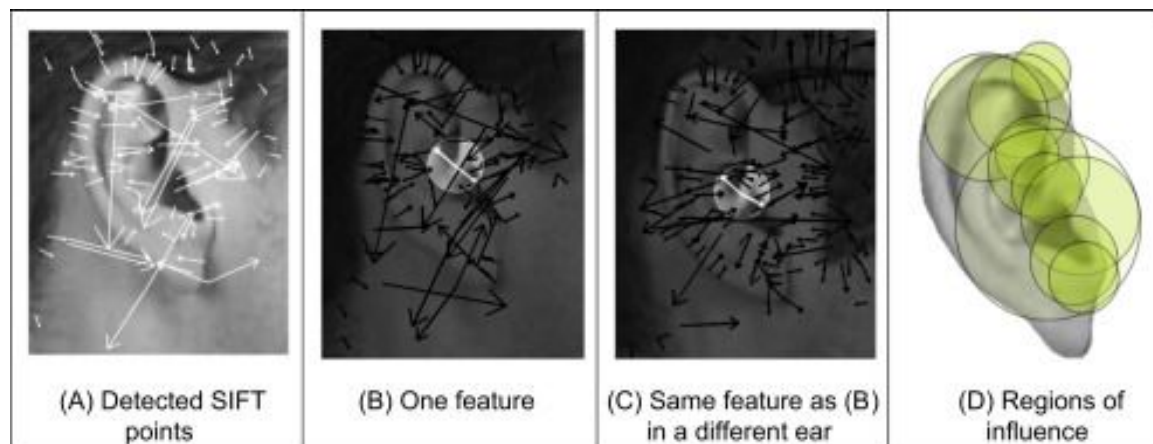 (A) Detected SIFT
points
(B) One feature
(C) Same feature as (B)
in a different ear
(D) Regions of
influence